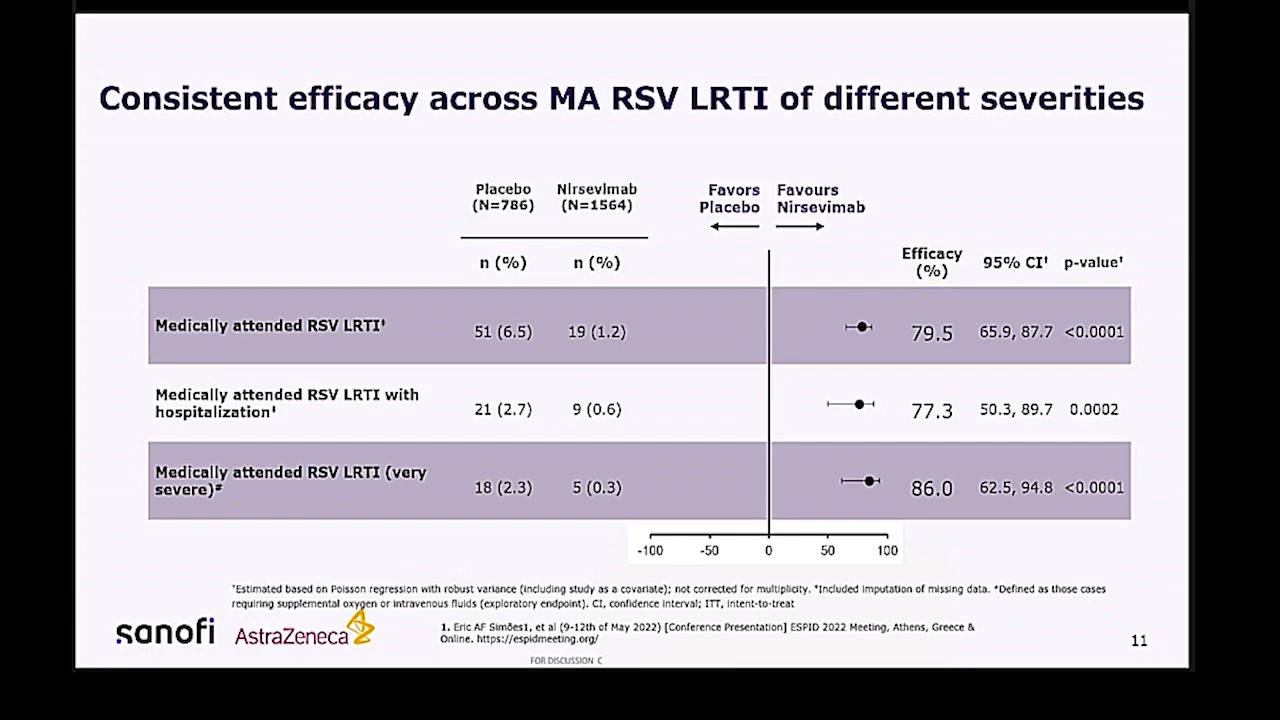 Consistent efficacy across MA RSV LRTI of different severities
Placebo
(N=786)
Nirsevimab
(N=1564)
Favors
Placebo
Favours
Nirsevimab
n (%)
n (%)
Efficacy
(%)
95% CI†
p-value†
Medically attended RSV LRTI‡
51 (6.5)
19 (1.2)
79.5
65.9, 87.7
<0.0001
Medically attended RSV LRTI with
hospitalization‡
21 (2.7)
9 (0.6)
77.3
50.3, 89.7
0.0002
Medically attended RSV LRTI (very
severe)#
18 (2.3)
5 (0.3)
86.0
62.5, 94.8
<0.0001
-100 -50 0 50 100
†Estimated based on Poisson regression with robust variance (including study as a covariate); not corrected for multiplicity. ‡Included imputation of missing data. #Defined as those cases
requiring supplemental oxygen or intravenous fluids (exploratory endpoint). CI, confidence interval; ITT, intent-to-treat
sanofi
AstraZeneca
1. Eric AF Simões1, et al (9-12th of May 2022) [Conference Presentation] ESPID 2022 Meeting, Athens, Greece &
Online. https://espidmeeting.org/
11
FOR DISCUSSION C